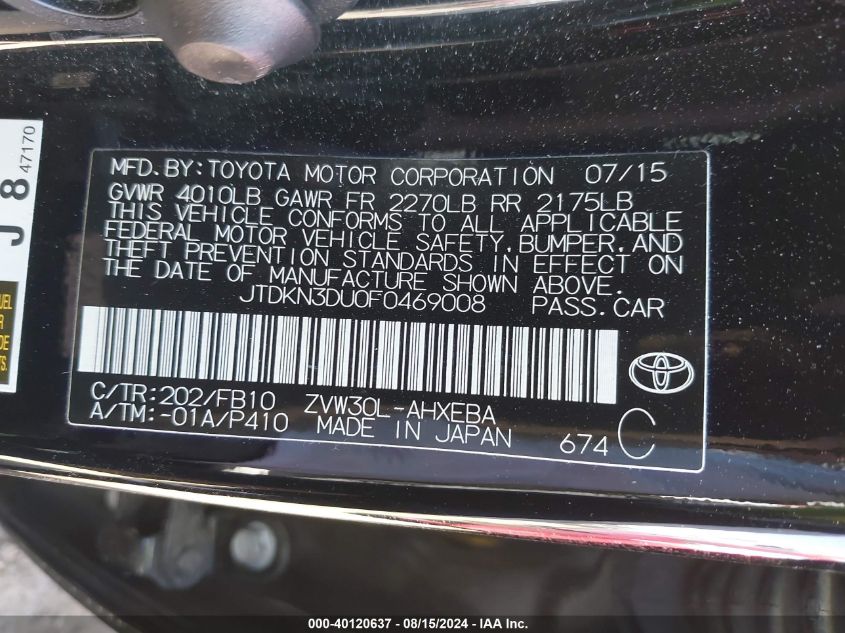 J 8 47170
MFD.BY:TOYOTA MOTOR CORPORATION 07/15
GVWR 4010LB GAWR FR 2270LB RR 2175LB
THIS VEHICLE CONFORMS TO ALL APPLICABLE
FEDERAL MOTOR VEHICLE SAFETY,BUMPER,AND
THEFT PREVENTION STANDARDS IN EFFECT ON
THE DATE OF MANUFACTURE SHOWN ABOVE.
JTDKN3DU0F0469008 PASS.CAR
C/TR:202/FB10 ZVW30L-AHXEBA
A/TM:-01A/P410 MADE IN JAPAN 674 C
000-40120637 - 08/15/2024 - IAA Inc.